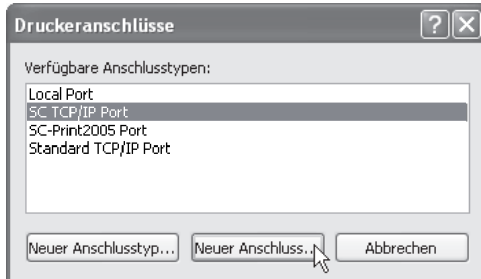 Druckeranschlüsse
Verfügbare Anschlusstypen:
Local Port
SC TCP/IP Port
SC-Print2005 Port
Standard TCP/IP Port
Neuer Anschlusstyp... Neuer Anschluss... Abbrechen